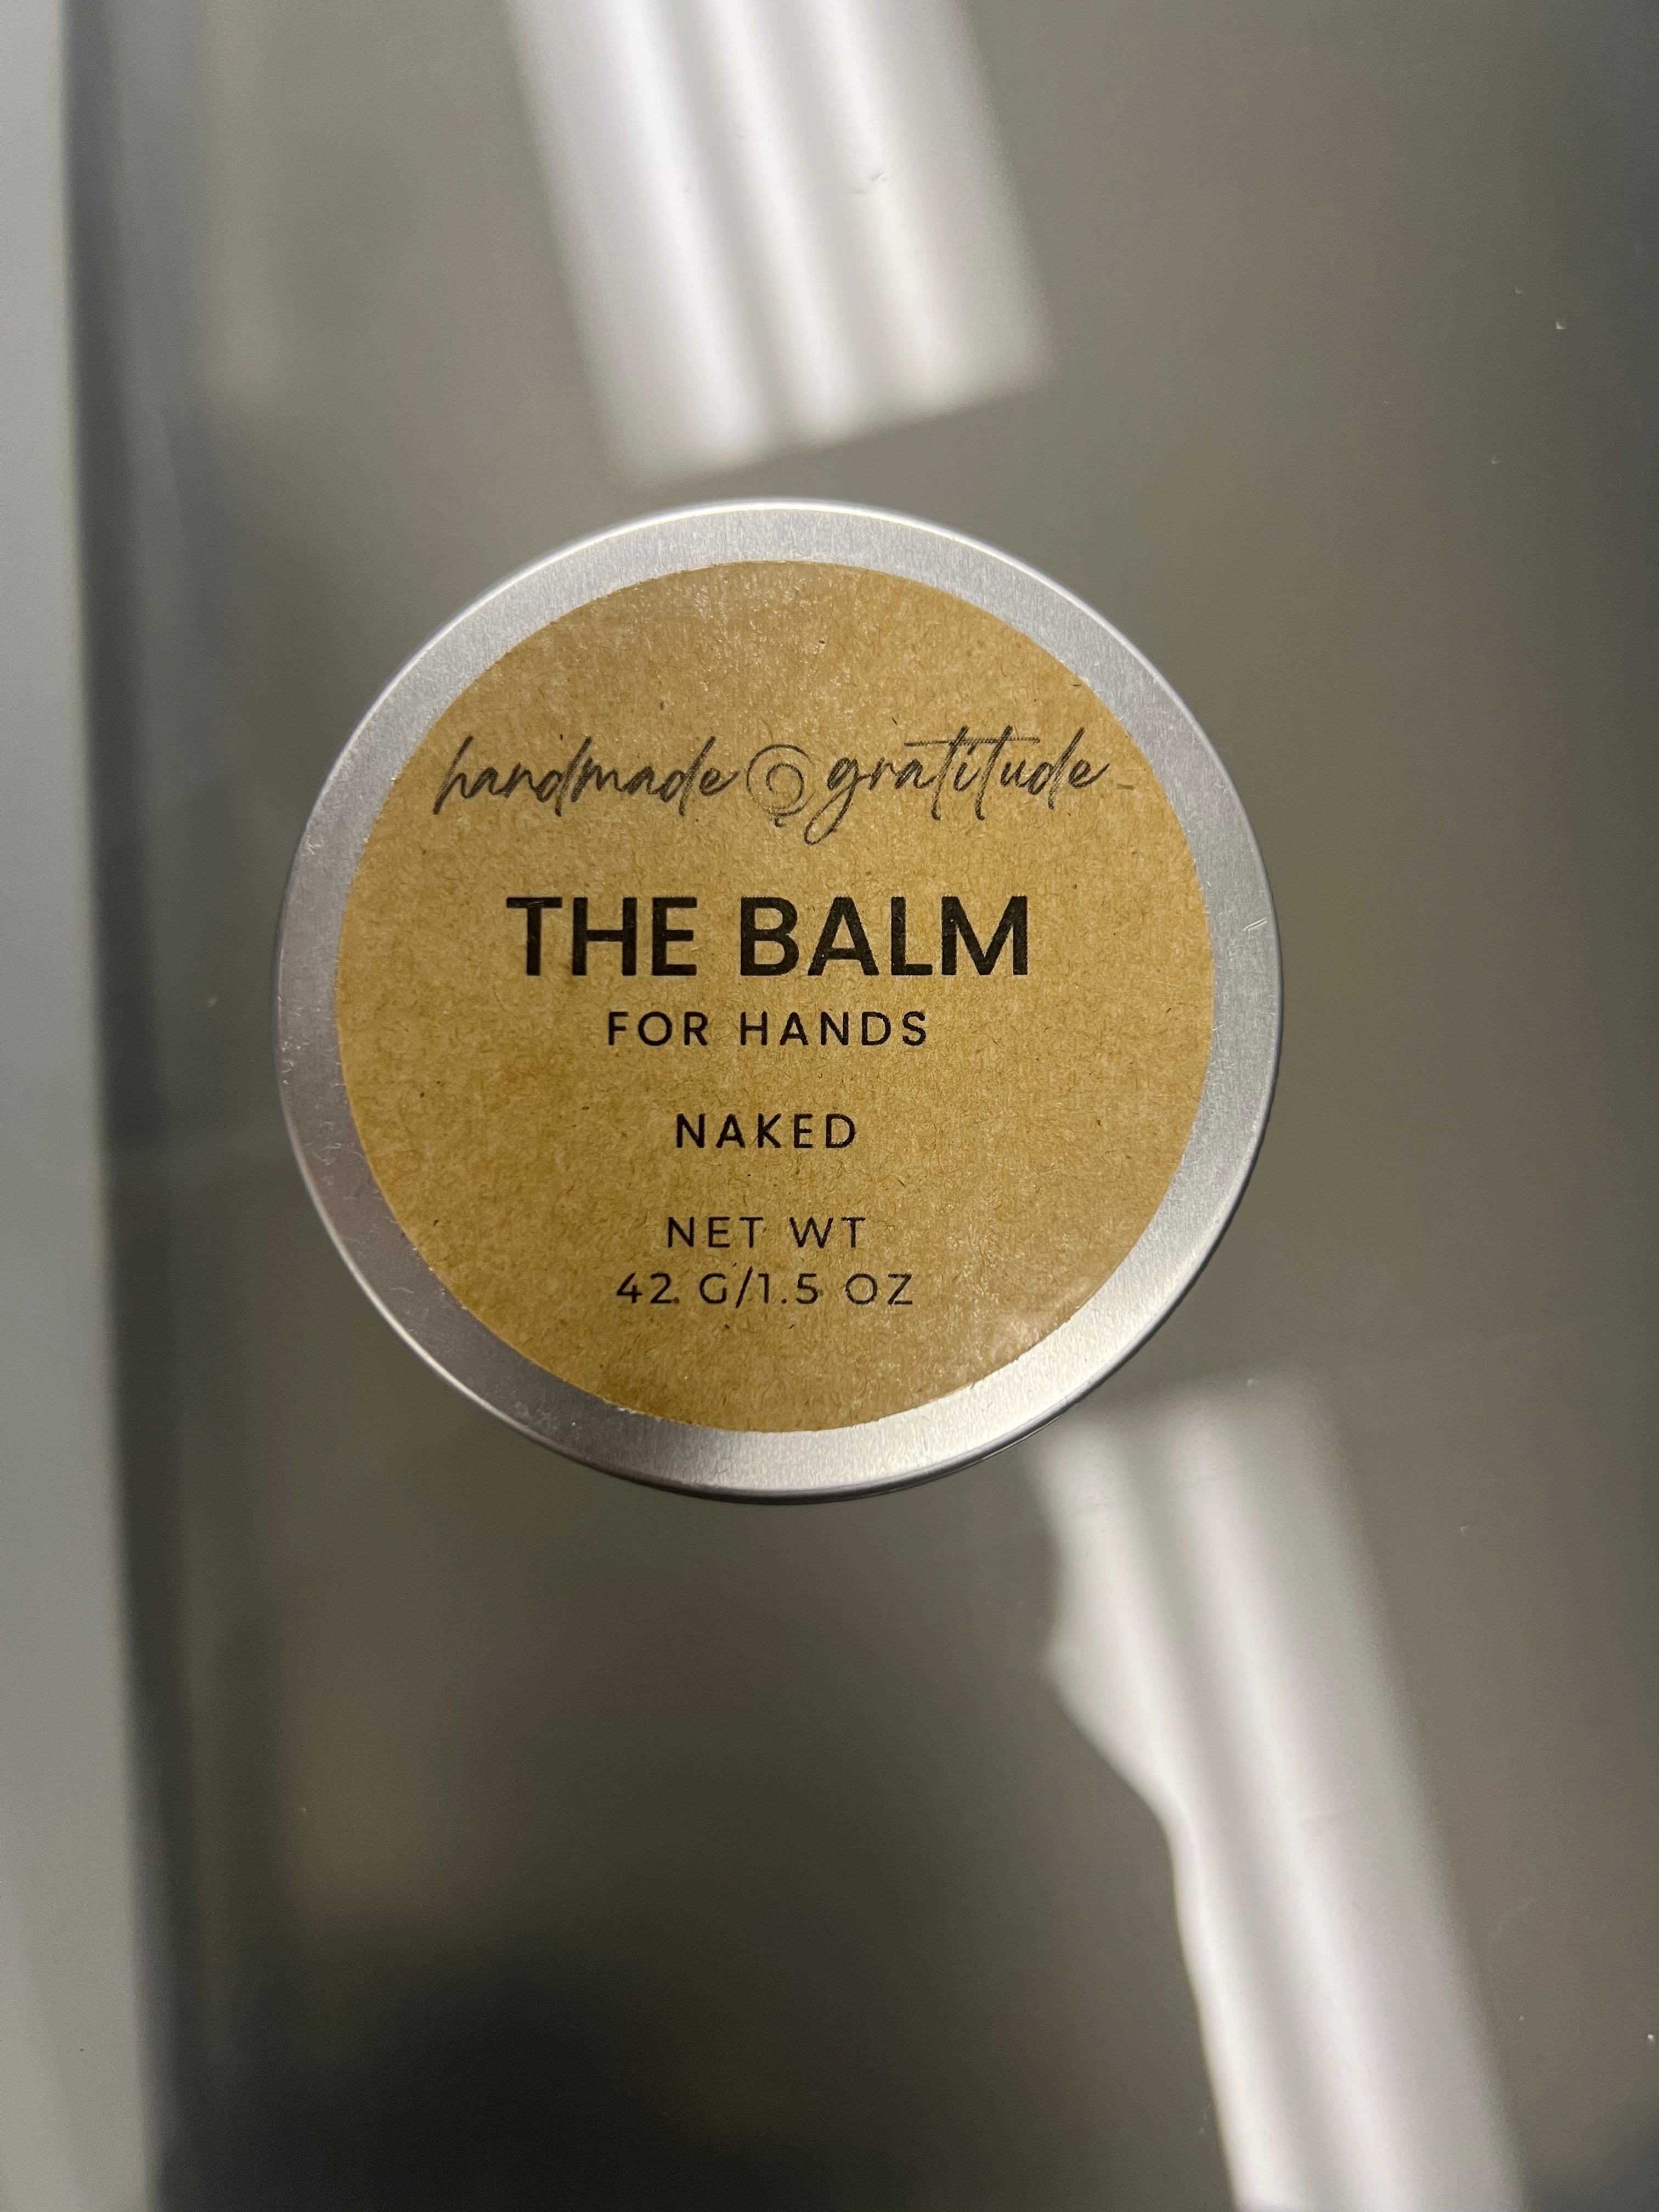 handmade gratitude
THE BALM
FOR HANDS
NAKED
NET WT
42 G/1.5 OZ